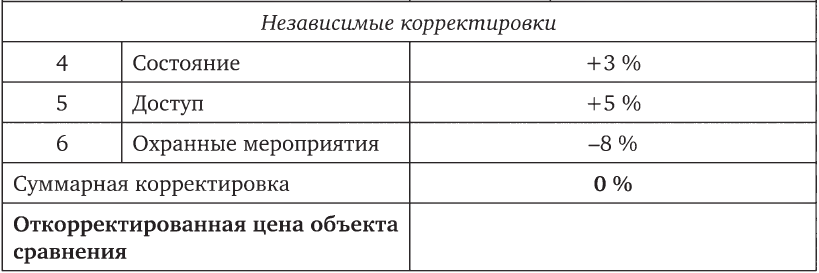 Независимые корректировки
4 Состояние +3 %
5 Доступ +5 %
6 Охранные мероприятия –8 %
Суммарная корректировка 0 %
Откорректированная цена объекта
сравнения